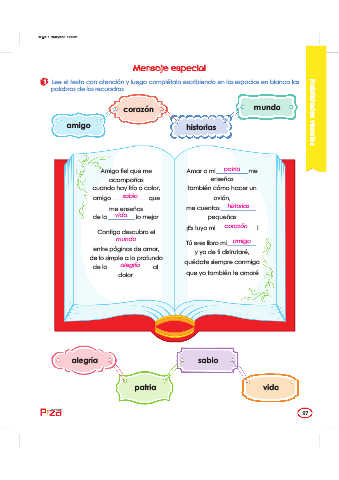 Mensaje especial
Lee el texto con atención y luego complétalo escribiendo en los espacios en blanco las
palabras de los recuadros
corazón
mundo
amigo
historias
Amigo fiel que me
acompañas
cuando hay frío o calor,
amigo sabio que
me enseñas
de la vida lo mejor
Contigo descubro el
mundo
entre páginas de amor,
de lo simple a lo profundo
de la alegría al
dolor
Amar a mi patria me
enseñas
también cómo hacer un
avión,
me cuentas historias
pequeñas
¡Es tuyo mi corazón !
Tú eres libro mi amigo
y yo de ti disfrutaré,
quédate siempre conmigo
que yo también te amaré
alegría
sabio
patria
vida
97